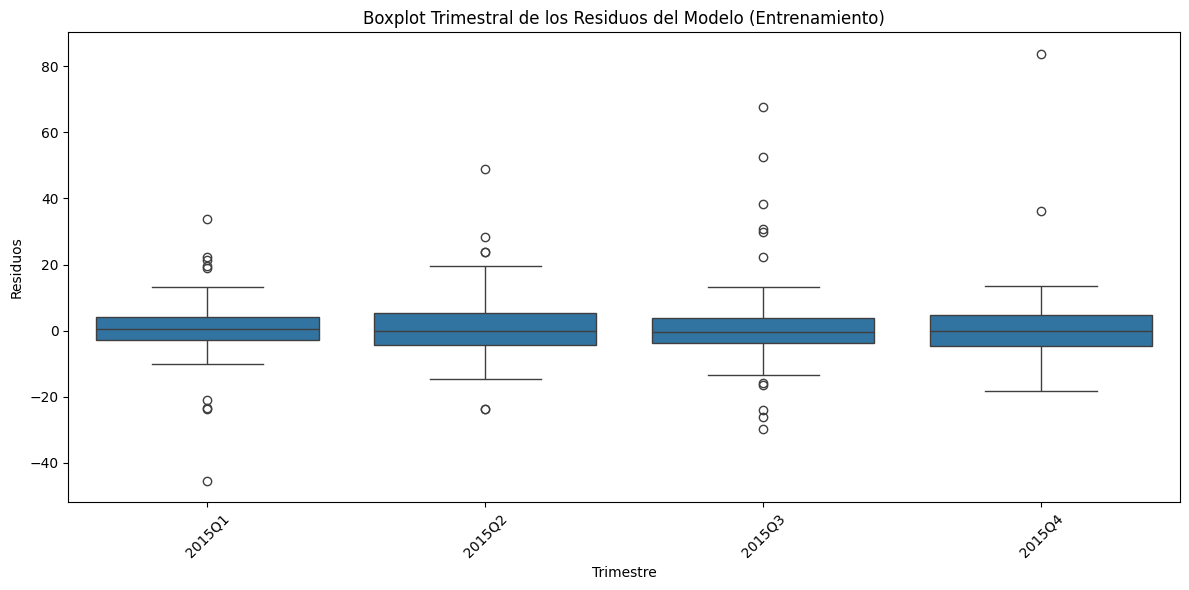 Boxplot Trimestral de los Residuos del Modelo (Entrenamiento)
80
60
40
20
0
−20
−40
Residuos
2015Q1
2015Q2
2015Q3
2015Q4
Trimestre